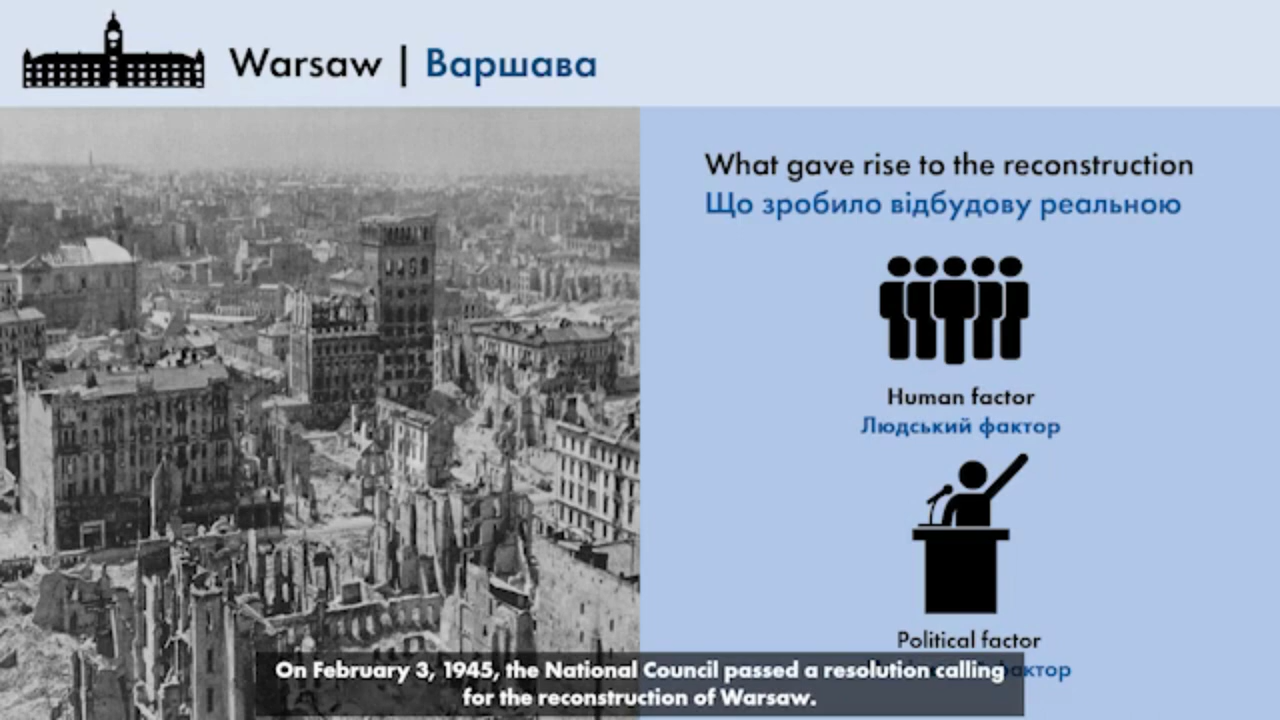 Warsaw | Варшава
What gave rise to the reconstruction
Що зробило відбудову реальною
Human factor
Людський фактор
Political factor
On February 3, 1945, the National Council passed a resolution calling
for the reconstruction of Warsaw.